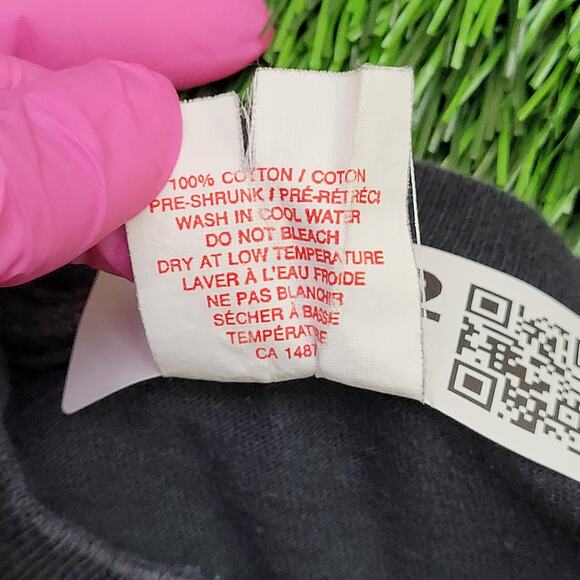 100% COTTON / COTON
PRE-SHRUNK / PRÉ-RÉTRÉCI
WASH IN COOL WATER
DO NOT BLEACH
DRY AT LOW TEMPERATURE
LAVER À L'EAU FROIDE
NE PAS BLANCHIR
SÉCHER À BASSE
TEMPÉRATURE
CA 1487
2